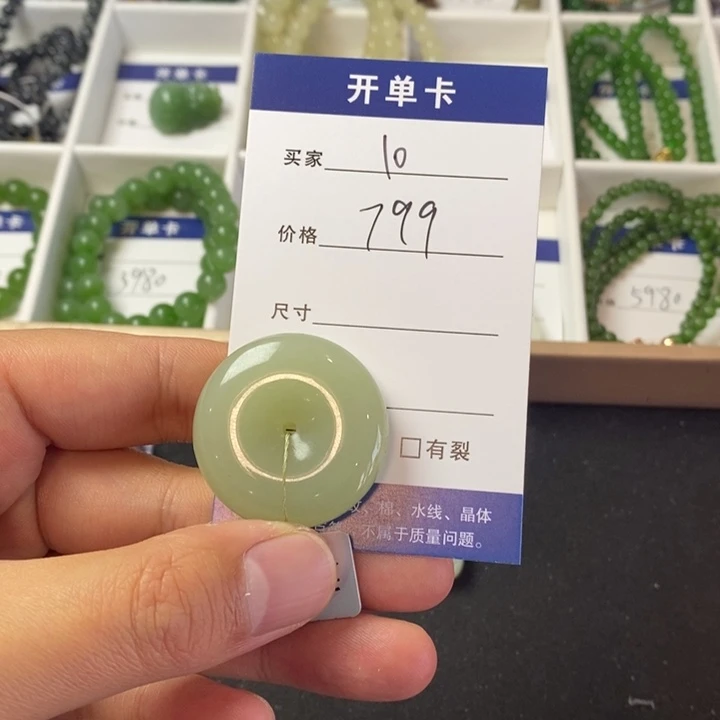 开单卡
买家 10
价格 799
尺寸
□有裂
、水线、晶体
不属于质量问题。
开单卡
开单卡
3980
5980